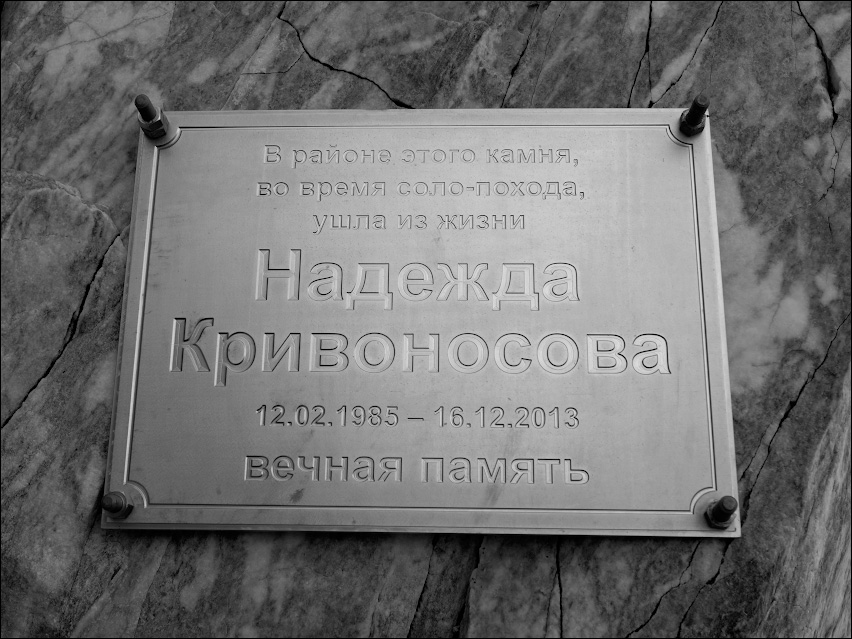 В районе этого камня,
во время соло-похода,
ушла из жизни
Надежда
Кривоносова
12.02.1985 – 16.12.2013
вечная память